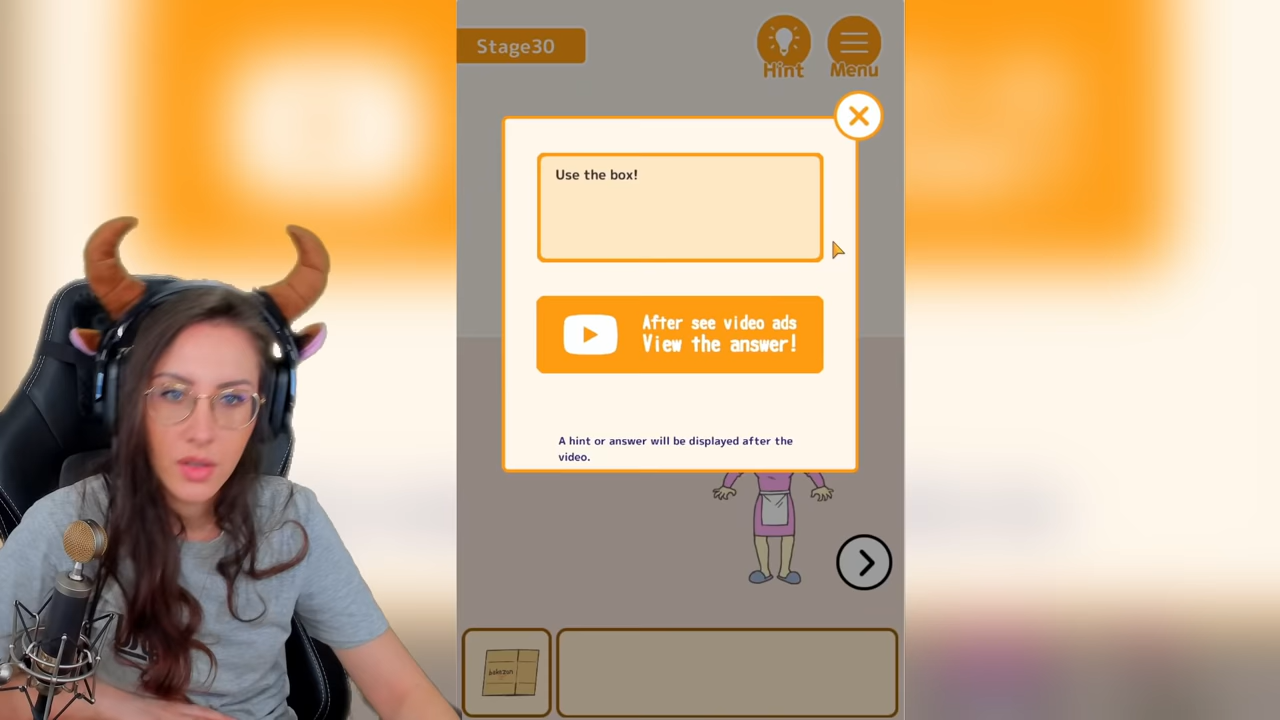 Stage30
Hint
Menu
Use the box!
After see video ads
View the answer!
A hint or answer will be displayed after the
video.